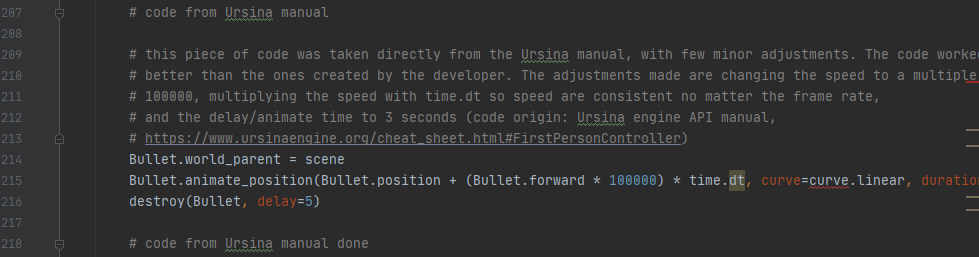 207 # code from Ursina manual
208
209 # this piece of code was taken directly from the Ursina manual, with few minor adjustments. The code worke
210 # better than the ones created by the developer. The adjustments made are changing the speed to a multiple
211 # 100000, multiplying the speed with time.dt so speed are consistent no matter the frame rate,
212 # and the delay/animate time to 3 seconds (code origin: Ursina engine API manual,
213 # https://www.ursinaengine.org/cheat_sheet.html#FirstPersonController)
214 Bullet.world_parent = scene
215 Bullet.animate_position(Bullet.position + (Bullet.forward * 100000) * time.dt, curve=curve.linear, duratio
216 destroy(Bullet, delay=5)
217
218 # code from Ursina manual done